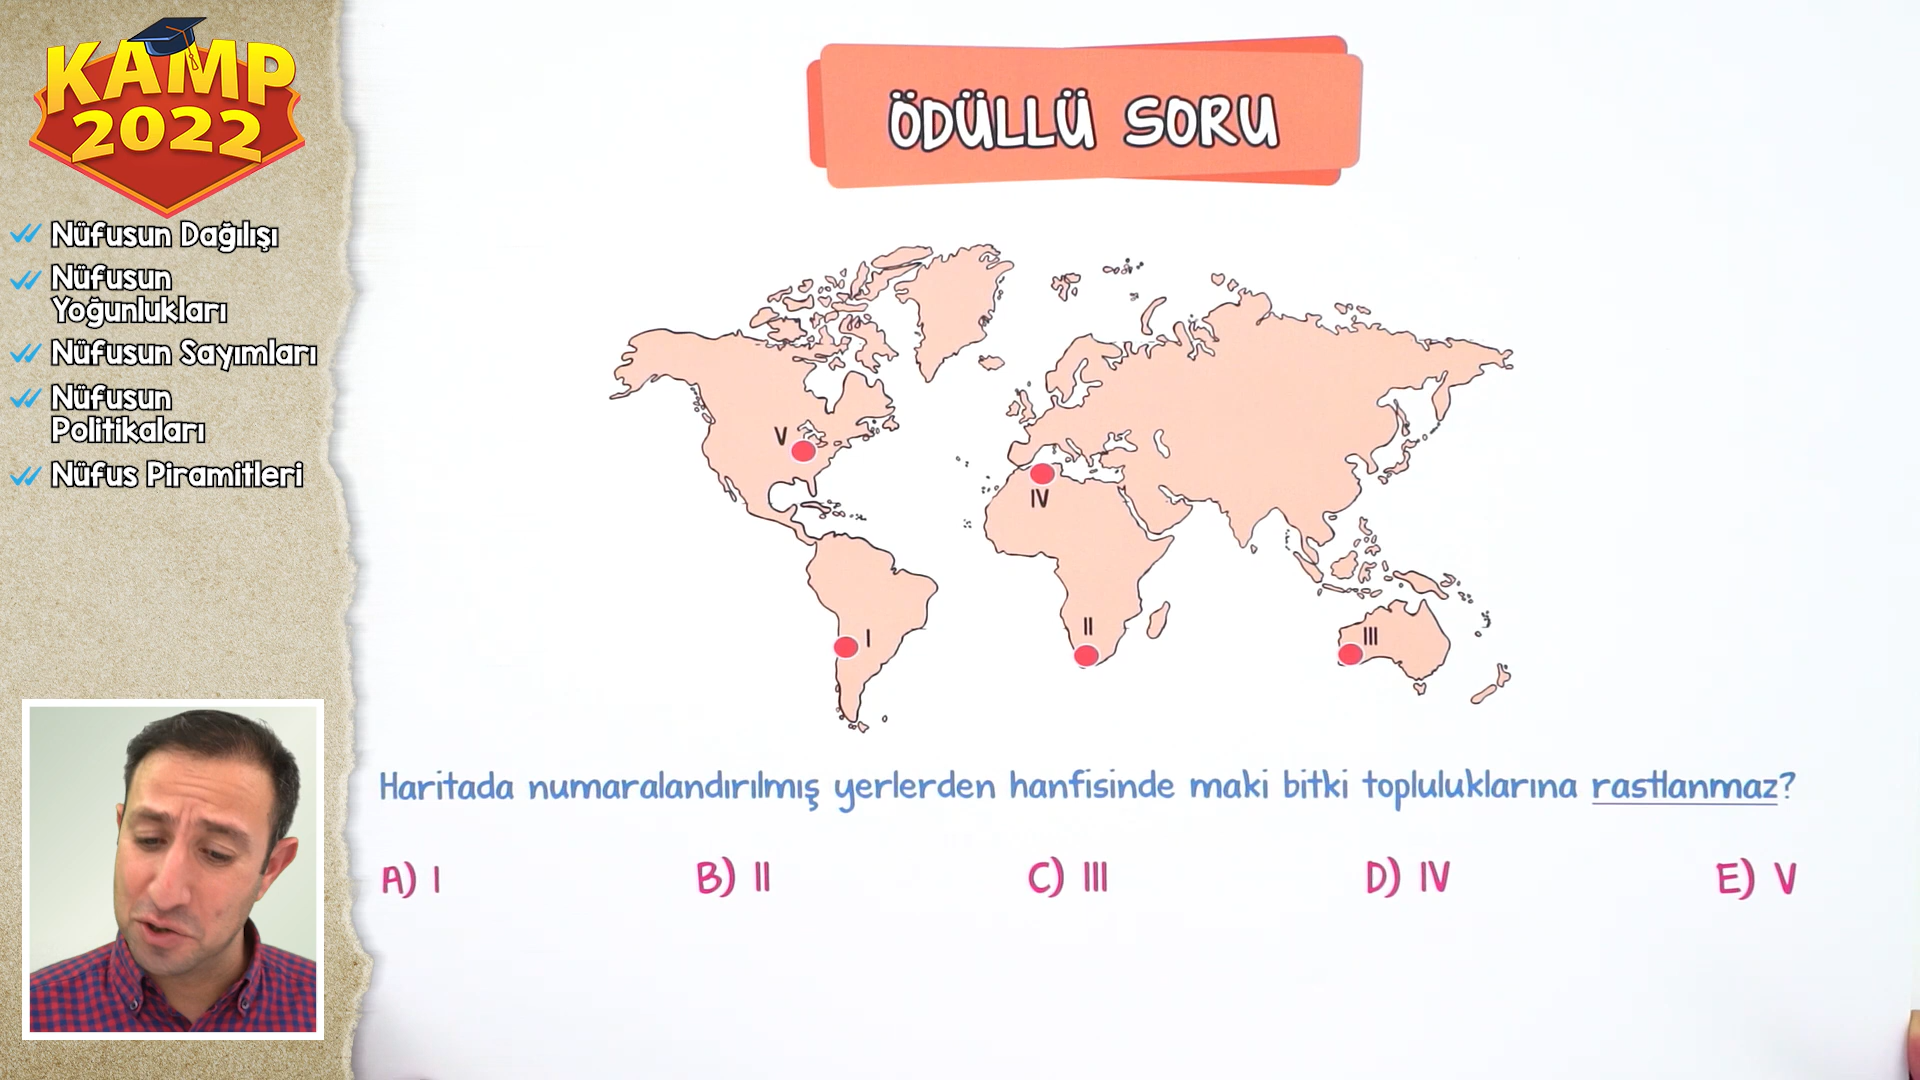 KAMP
2022
Nüfusun Dağılışı
Nüfusun
Yoğunlukları
Nüfusun Sayımları
Nüfusun
Politikaları
Nüfus Piramitleri
ÖDÜLLÜ SORU
V
IV
II
I
III
Haritada numaralandırılmış yerlerden hanfisinde maki bitki topluluklarına rastlanmaz?
A) I B) II C) III D) IV E) V